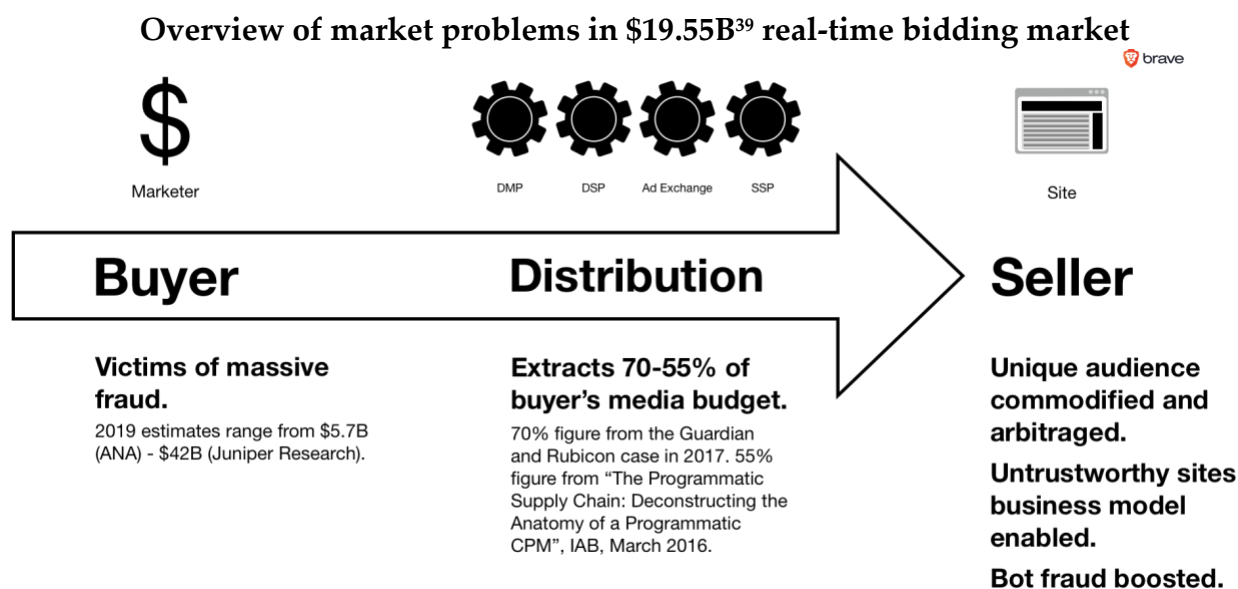 Overview of market problems in $19.55B³⁹ real-time bidding market
brave
$
Marketer
DMP
DSP
Ad Exchange
SSP
Site
Buyer
Distribution
Seller
Victims of massive
fraud.
2019 estimates range from $5.7B
(ANA) - $42B (Juniper Research).
Extracts 70-55% of
buyer’s media budget.
70% figure from the Guardian
and Rubicon case in 2017. 55%
figure from “The Programmatic
Supply Chain: Deconstructing the
Anatomy of a Programmatic
CPM”, IAB, March 2016.
Unique audience
commodified and
arbitraged.
Untrustworthy sites
business model
enabled.
Bot fraud boosted.